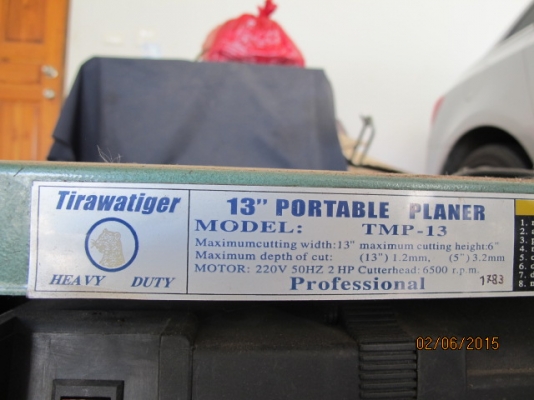 Tirawatiger
HEAVY DUTY
13" PORTABLE PLANER
MODEL: TMP-13
Maximumcutting width:13" maximum cutting height:6"
Maximum depth of cut: (13") 1.2mm, (5") 3.2mm
MOTOR: 220V 50HZ 2 HP Cutterhead: 6500 r.p.m.
Professional
1783
02/06/2015